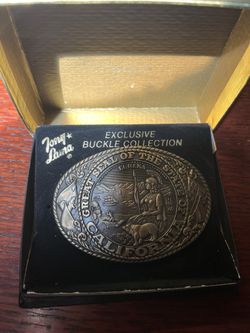 Tony
Lama
EXCLUSIVE
BUCKLE COLLECTION
GREAT SEAL OF THE STATE OF
EUREKA
CALIFORNIA